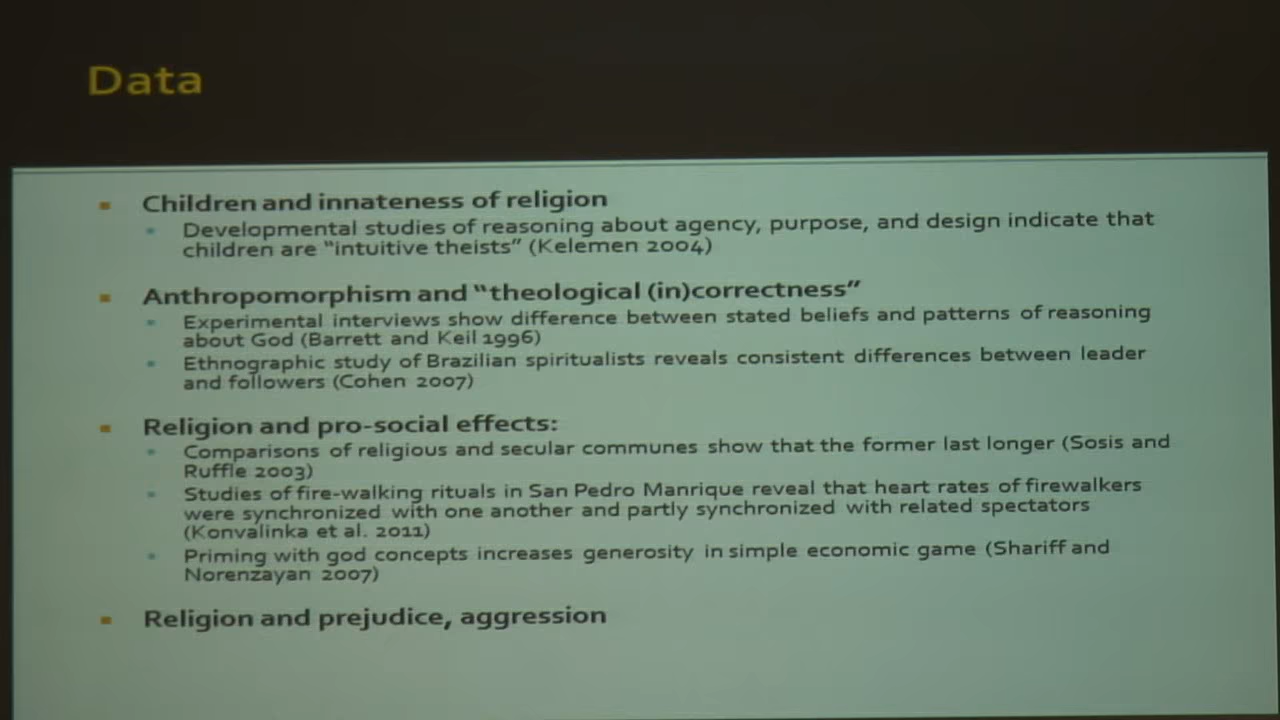 Data
Children and innateness of religion
Developmental studies of reasoning about agency, purpose, and design indicate that
children are “intuitive theists” (Kelemen 2004)
Anthropomorphism and “theological (in)correctness”
Experimental interviews show difference between stated beliefs and patterns of reasoning
about God (Barrett and Keil 1996)
Ethnographic study of Brazilian spiritualists reveals consistent differences between leader
and followers (Cohen 2007)
Religion and pro-social effects:
Comparisons of religious and secular communes show that the former last longer (Sosis and
Ruffle 2003)
Studies of fire-walking rituals in San Pedro Manrique reveal that heart rates of firewalkers
were synchronized with one another and partly synchronized with related spectators
(Konvalinka et al. 2011)
Priming with god concepts increases generosity in simple economic game (Shariff and
Norenzayan 2007)
Religion and prejudice, aggression